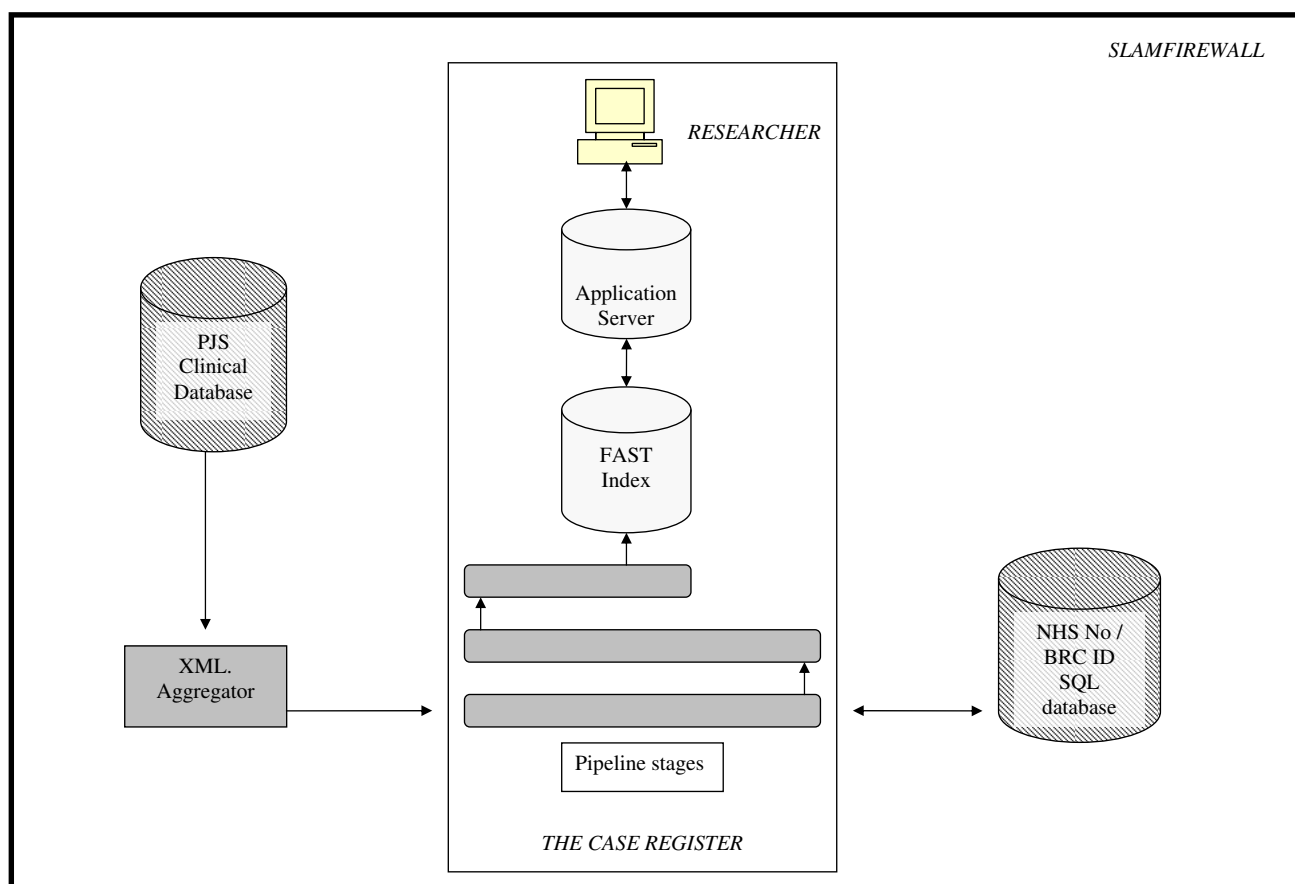 SLAMFIREWALL
RESEARCHER
Application
Server
PJS
Clinical
Database
FAST
Index
NHS No /
BRC ID
SQL
database
XML.
Aggregator
Pipeline stages
THE CASE REGISTER